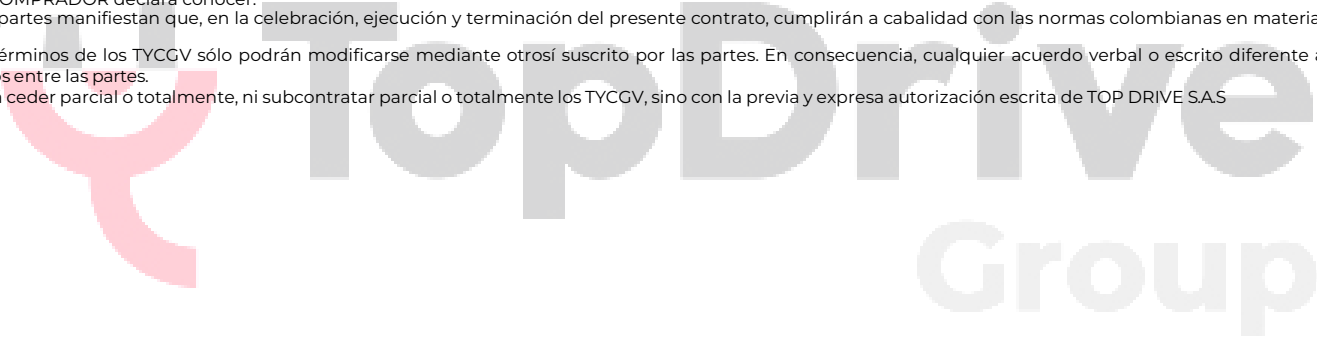 OMPRADOR declara conocer.
partes manifiestan que, en la celebración, ejecución y terminación del presente contrato, cumplirán a cabalidad con las normas colombianas en materia
érminos de los TYCGV sólo podrán modificarse mediante otrosí suscrito por las partes. En consecuencia, cualquier acuerdo verbal o escrito diferente a
os entre las partes.
a ceder parcial o totalmente, ni subcontratar parcial o totalmente los TYCGV, sino con la previa y expresa autorización escrita de TOP DRIVE S.A.S
TopDrive
Group